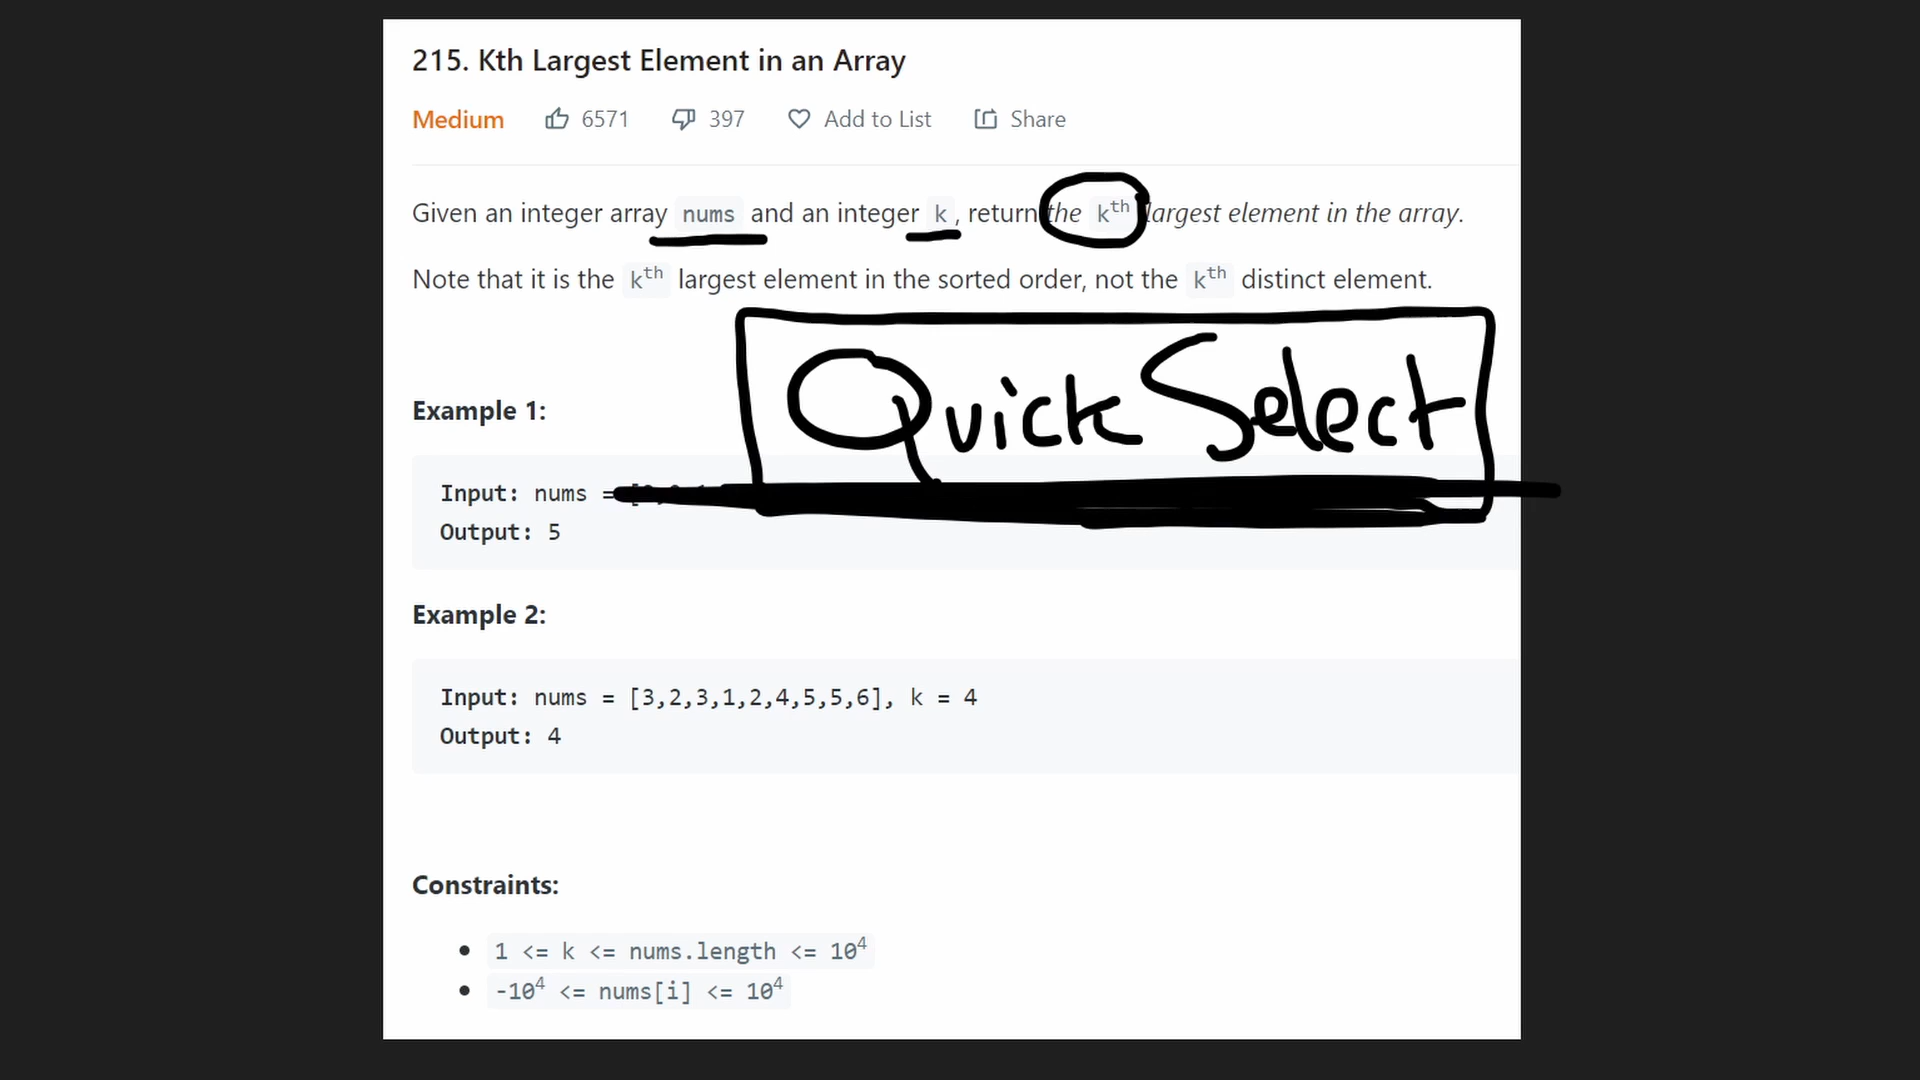 215. Kth Largest Element in an Array
Medium 6571 397 Add to List Share
Given an integer array nums and an integer k, return the kth largest element in the array.
Note that it is the kth largest element in the sorted order, not the kth distinct element.
QuickSelect
Example 1:
Input: nums =
Output: 5
Example 2:
Input: nums = [3,2,3,1,2,4,5,5,6], k = 4
Output: 4
Constraints:
1 <= k <= nums.length <= 10^4
-10^4 <= nums[i] <= 10^4